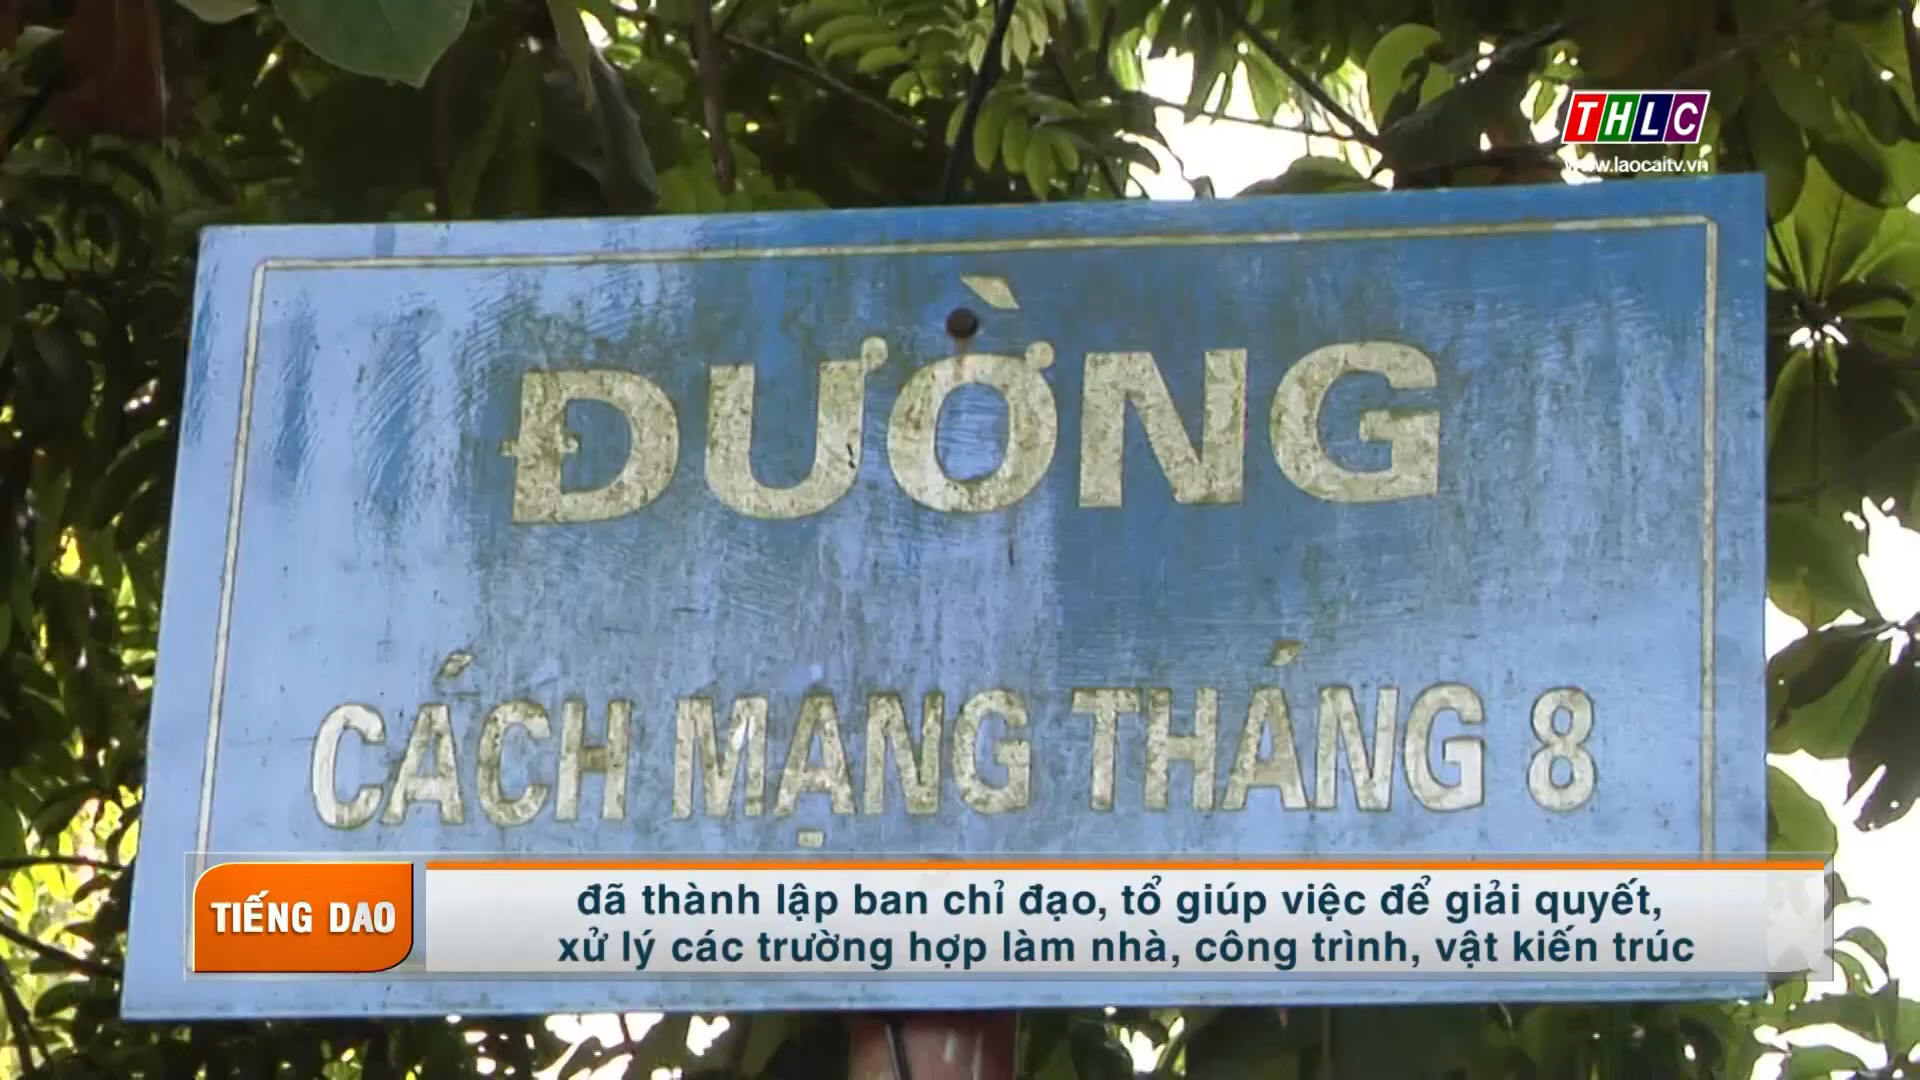 THLC
www.laocaitv.vn
ĐƯỜNG
CÁCH MẠNG THÁNG 8
TIẾNG DAO
đã thành lập ban chỉ đạo, tổ giúp việc để giải quyết,
xử lý các trường hợp làm nhà, công trình, vật kiến trúc